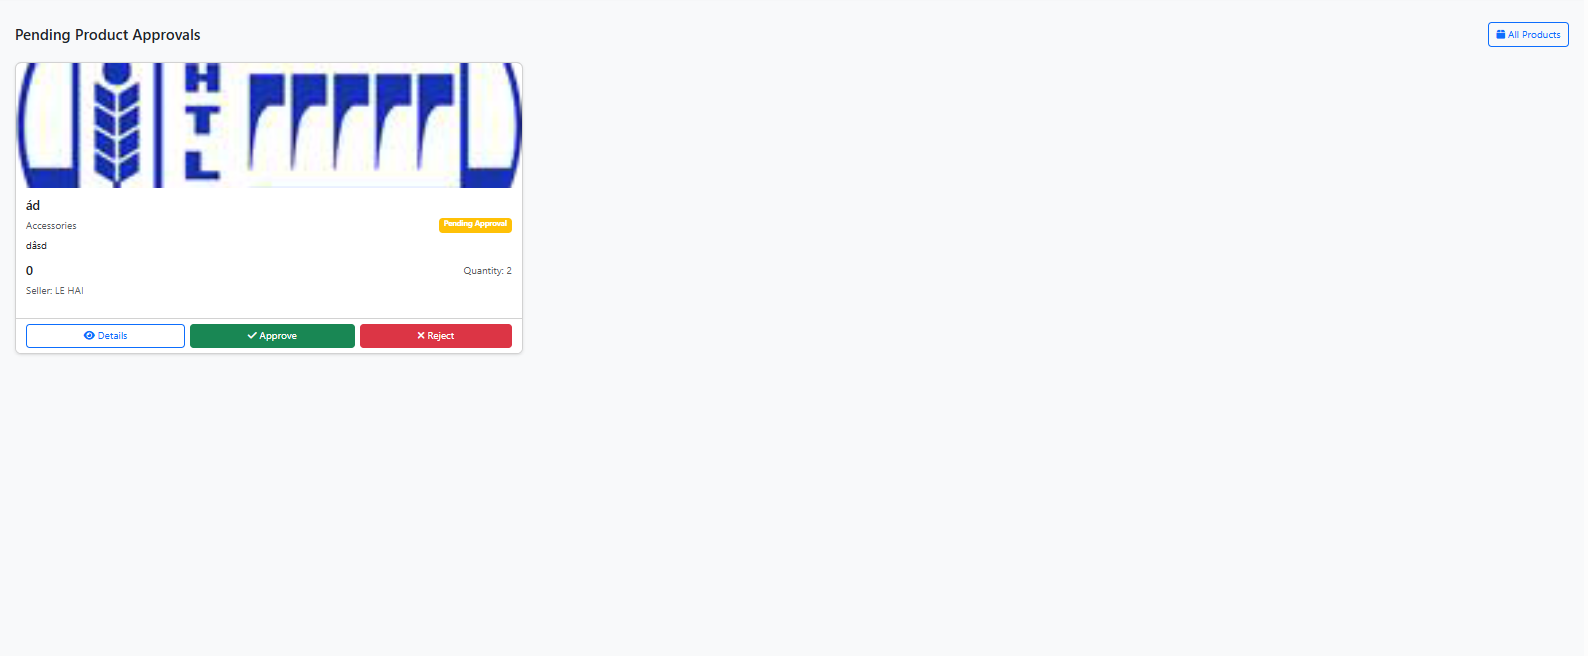 Pending Product Approvals
All Products
HTL
ád
Accessories
Pending Approval
dâsd
0
Quantity: 2
Seller: LE HAI
Details
Approve
Reject